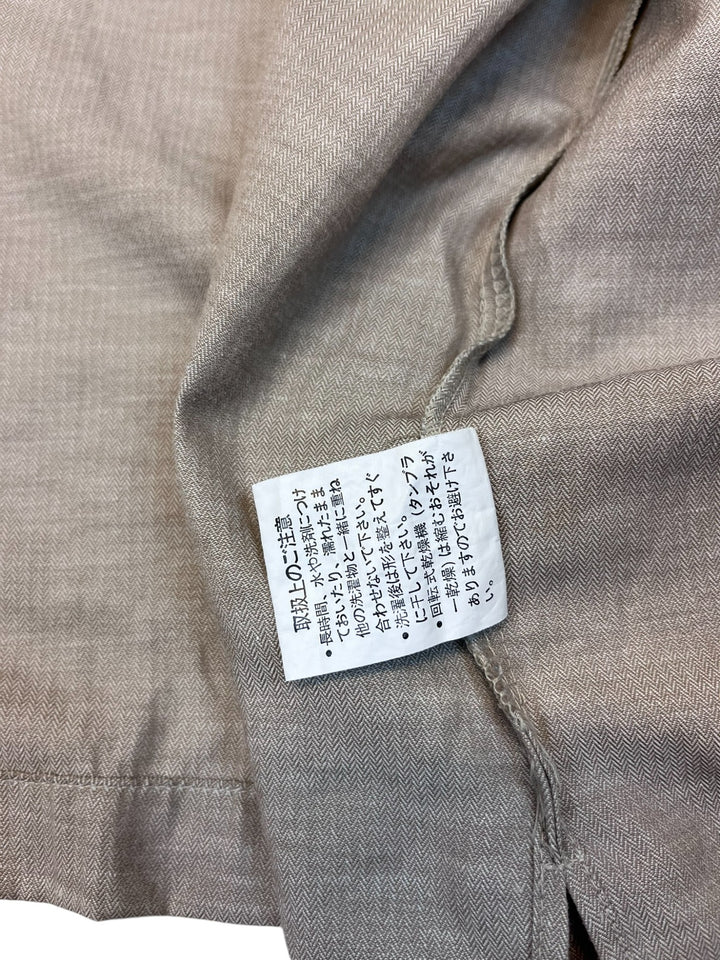 取扱上のご注意
• 長時間、水や洗剤につけ
ておいたり、濡れたまま
他の洗濯物と一緒に重ね
合わせないで下さい。
• 洗濯後は形を整えてすぐ
に干して下さい。
• 回転式乾燥機（タンブラ
ー乾燥）は縮むおそれが
ありますのでお避け下さ
い。